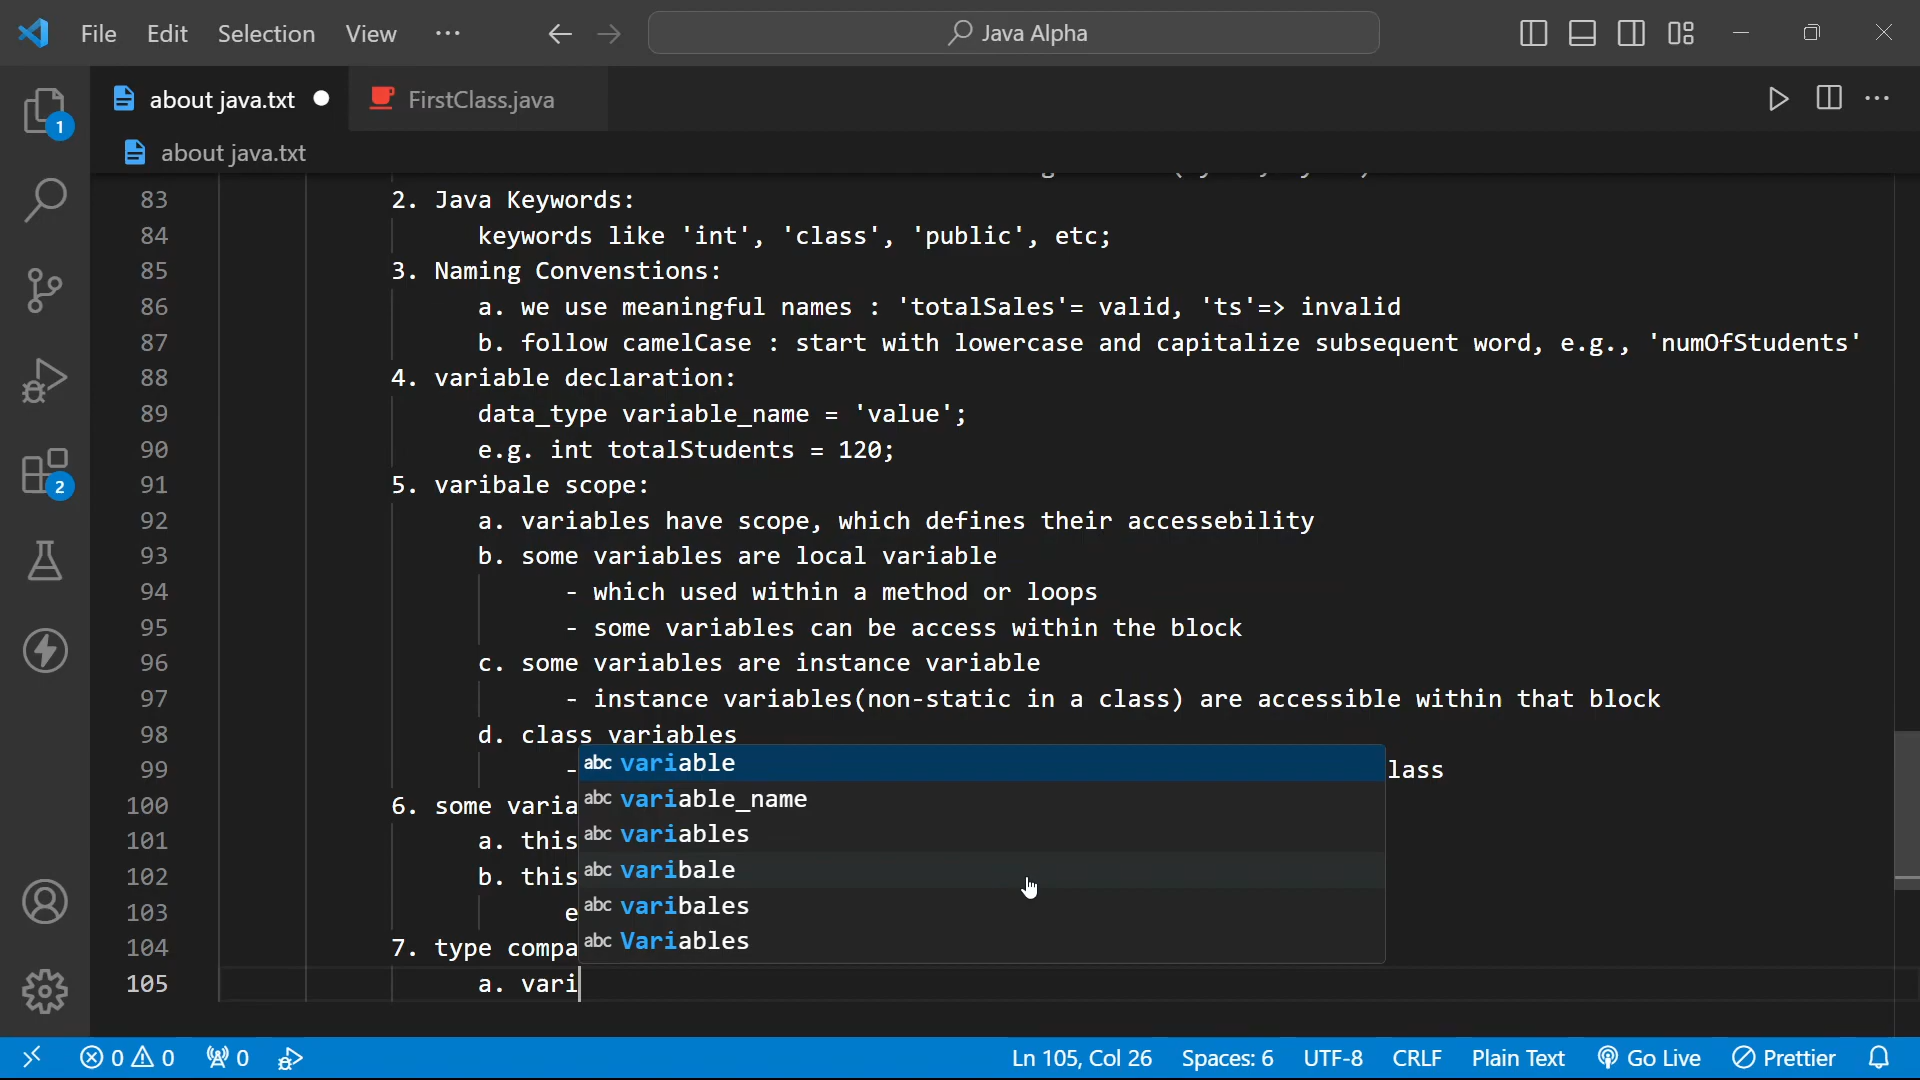 File Edit Selection View ··· Java Alpha
about java.txt FirstClass.java
about java.txt
83 2. Java Keywords:
84 keywords like 'int', 'class', 'public', etc;
85 3. Naming Convenstions:
86 a. we use meaningful names : 'totalSales'= valid, 'ts'=> invalid
87 b. follow camelCase : start with lowercase and capitalize subsequent word, e.g., 'numOfStudents'
88 4. variable declaration:
89 data_type variable_name = 'value';
90 e.g. int totalStudents = 120;
91 5. varibale scope:
92 a. variables have scope, which defines their accessebility
93 b. some variables are local variable
94 - which used within a method or loops
95 - some variables can be access within the block
96 c. some variables are instance variable
97 - instance variables(non-static in a class) are accessible within that block
98 d. class variables
abc variable
99 - lass
abc variable_name
100 6. some varia
abc variables
101 a. this
abc varibale
102 b. this
abc varibales
103 e
abc Variables
104 7. type compa
105 a. vari
1
2
0 0 0 Ln 105, Col 26 Spaces: 6 UTF-8 CRLF Plain Text Go Live Prettier